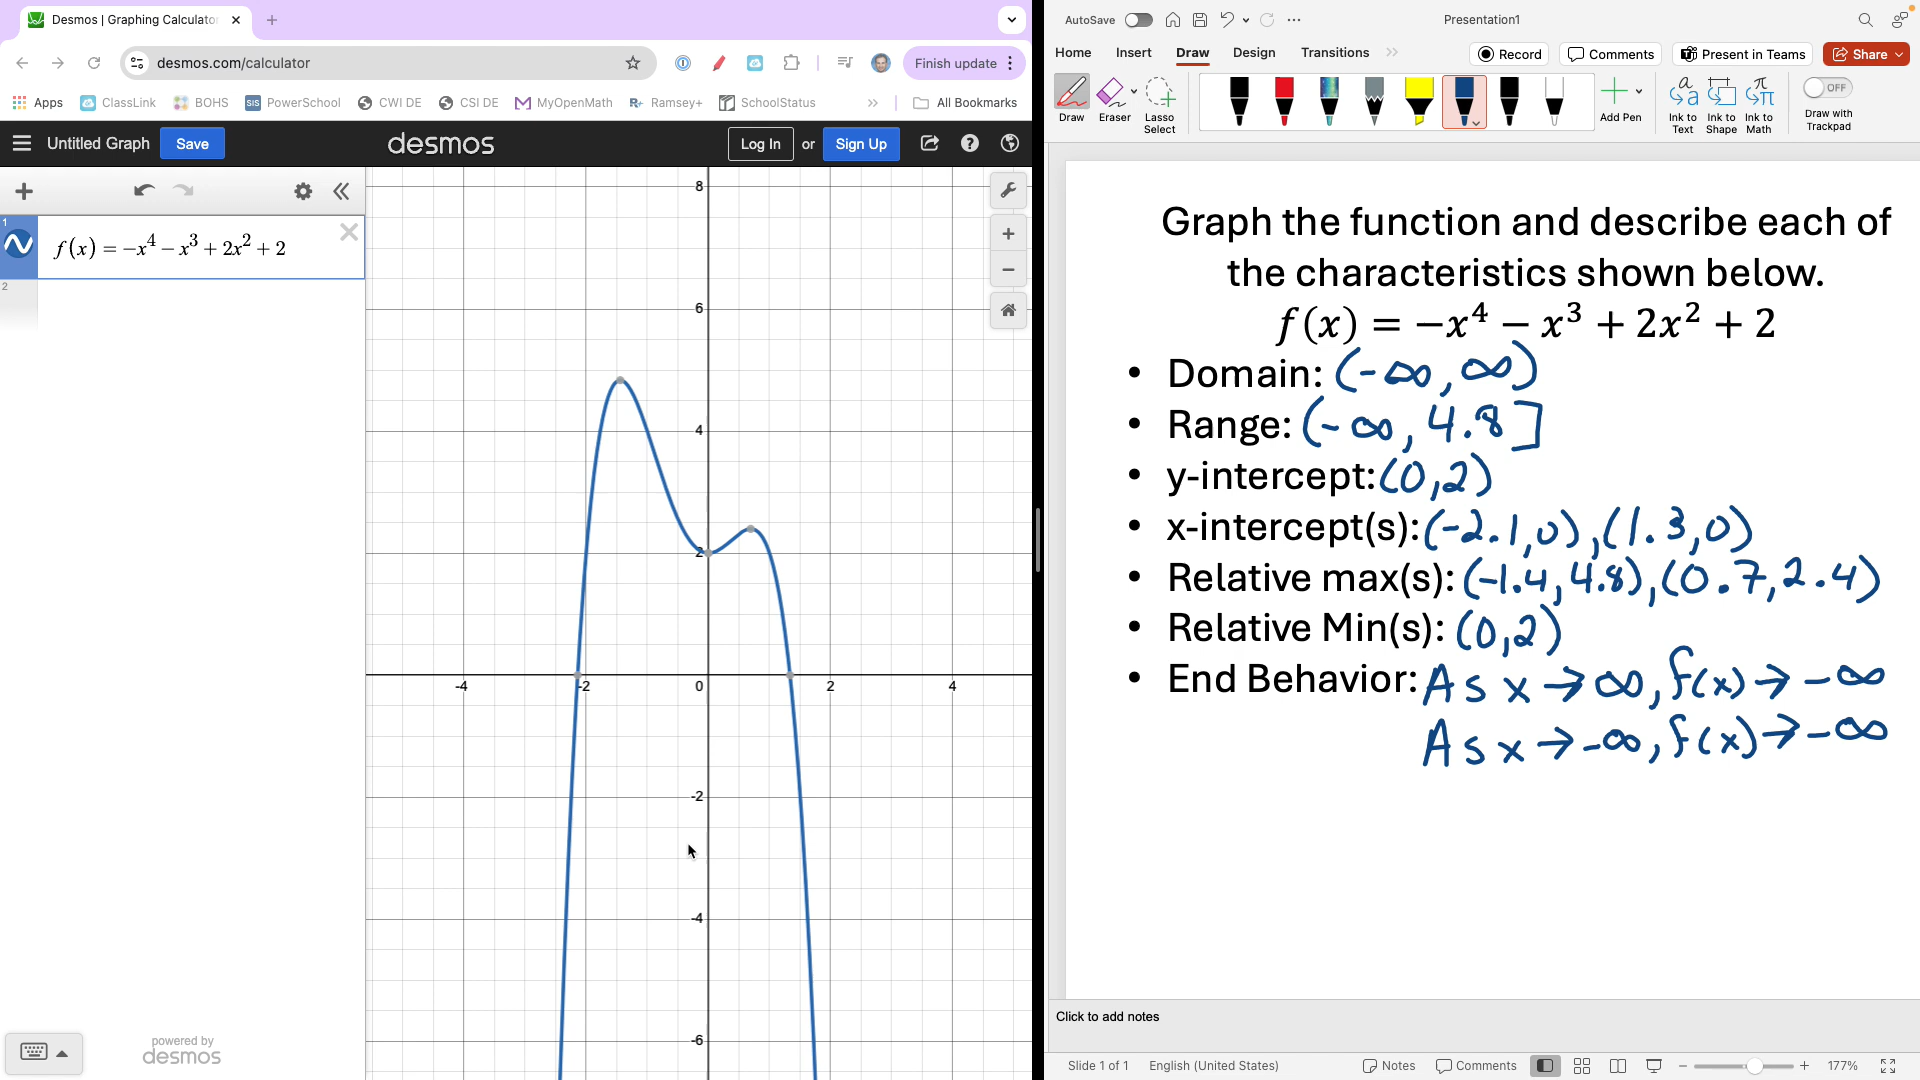 Desmos | Graphing Calculator
desmos.com/calculator
Finish update
Apps
ClassLink
BOHS
SIS PowerSchool
CWI DE
CSI DE
MyOpenMath
R+ Ramsey+
SchoolStatus
»
All Bookmarks
Untitled Graph
Save
desmos
Log In
or
Sign Up
1
f(x) = −x⁴ − x³ + 2x² + 2
2
8
6
4
2
-4
-2
0
2
4
-2
-4
-6
powered by
desmos
AutoSave
Presentation1
Home
Insert
Draw
Design
Transitions
Record
Comments
Present in Teams
Share
Draw
Eraser
Lasso
Select
Add Pen
Ink to
Text
Ink to
Shape
Ink to
Math
OFF
Draw with
Trackpad
Graph the function and describe each of
the characteristics shown below.
f(x) = −x⁴ − x³ + 2x² + 2
• Domain: (-∞, ∞)
• Range: (-∞, 4.8]
• y-intercept: (0,2)
• x-intercept(s): (-2.1,0), (1.3,0)
• Relative max(s): (-1.4,4.8), (0.7,2.4)
• Relative Min(s): (0,2)
• End Behavior: As x → ∞, f(x) → -∞
As x → -∞, f(x) → -∞
Click to add notes
Slide 1 of 1
English (United States)
Notes
Comments
177%